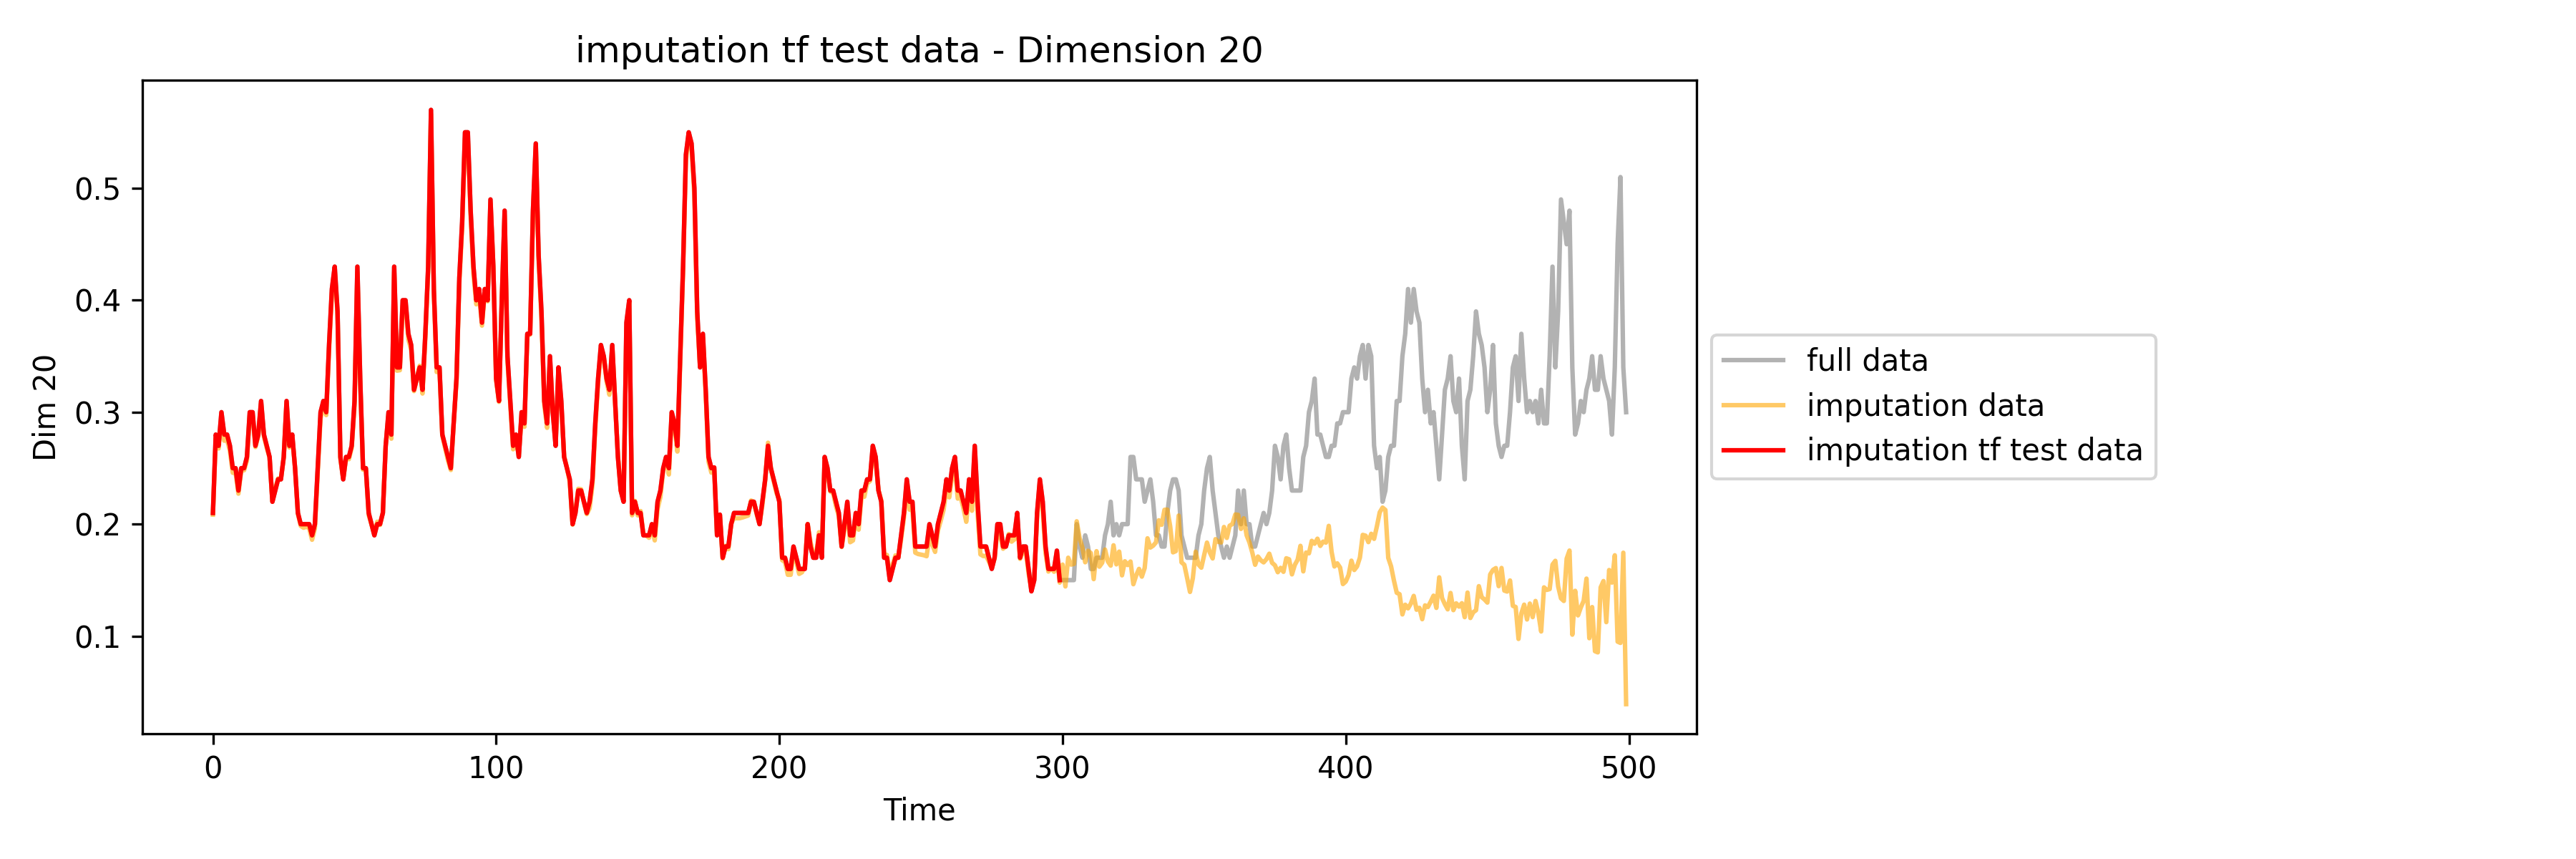 imputation tf test data - Dimension 20
Dim 20
0.5
0.4
0.3
0.2
0.1
0 100 200 300 400 500
Time
full data
imputation data
imputation tf test data